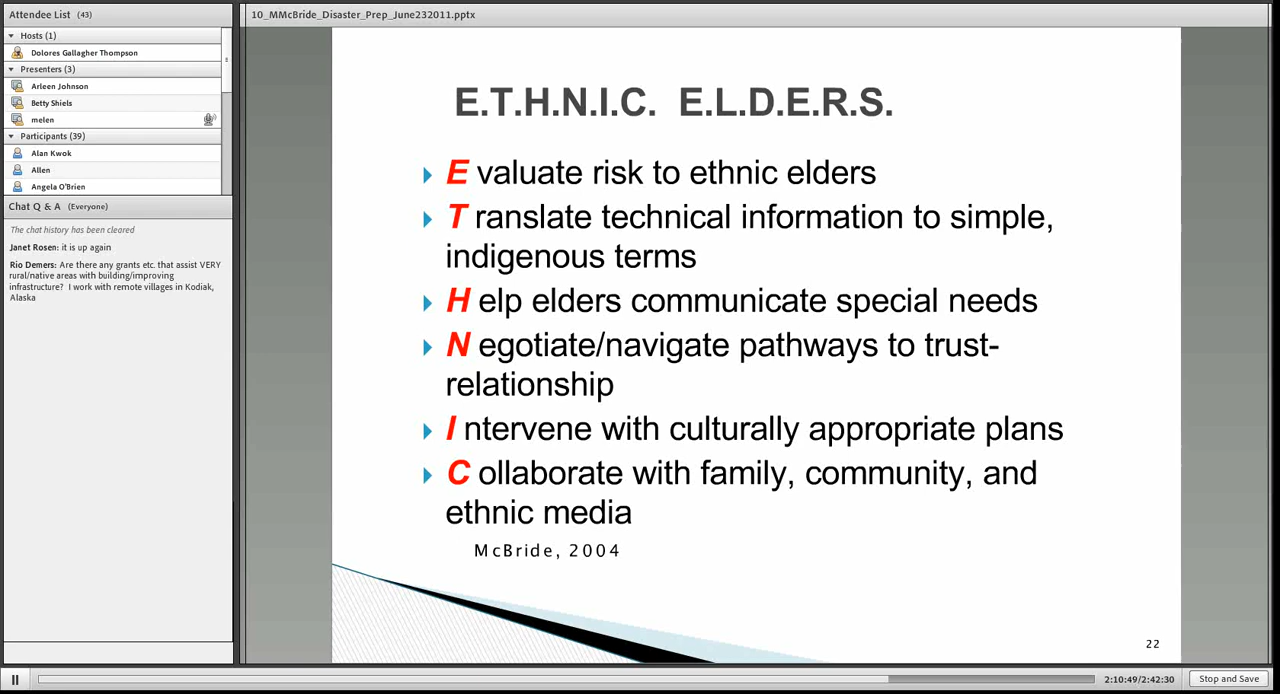 Attendee List (43)
Hosts (1)
Dolores Gallagher Thompson
Presenters (3)
Arleen Johnson
Betty Shiels
melen
Participants (39)
Alan Kwok
Allen
Angela O'Brien
Chat Q & A (Everyone)
The chat history has been cleared
Janet Rosen: it is up again
Rio Demers: Are there any grants etc. that assist VERY
rural/native areas with building/improving
infrastructure? I work with remote villages in Kodiak,
Alaska
10_MMcBride_Disaster_Prep_June232011.pptx
E.T.H.N.I.C. E.L.D.E.R.S.
E valuate risk to ethnic elders
T ranslate technical information to simple,
indigenous terms
H elp elders communicate special needs
N egotiate/navigate pathways to trust-
relationship
I ntervene with culturally appropriate plans
C ollaborate with family, community, and
ethnic media
McBride, 2004
22
2:10:49/2:42:30
Stop and Save